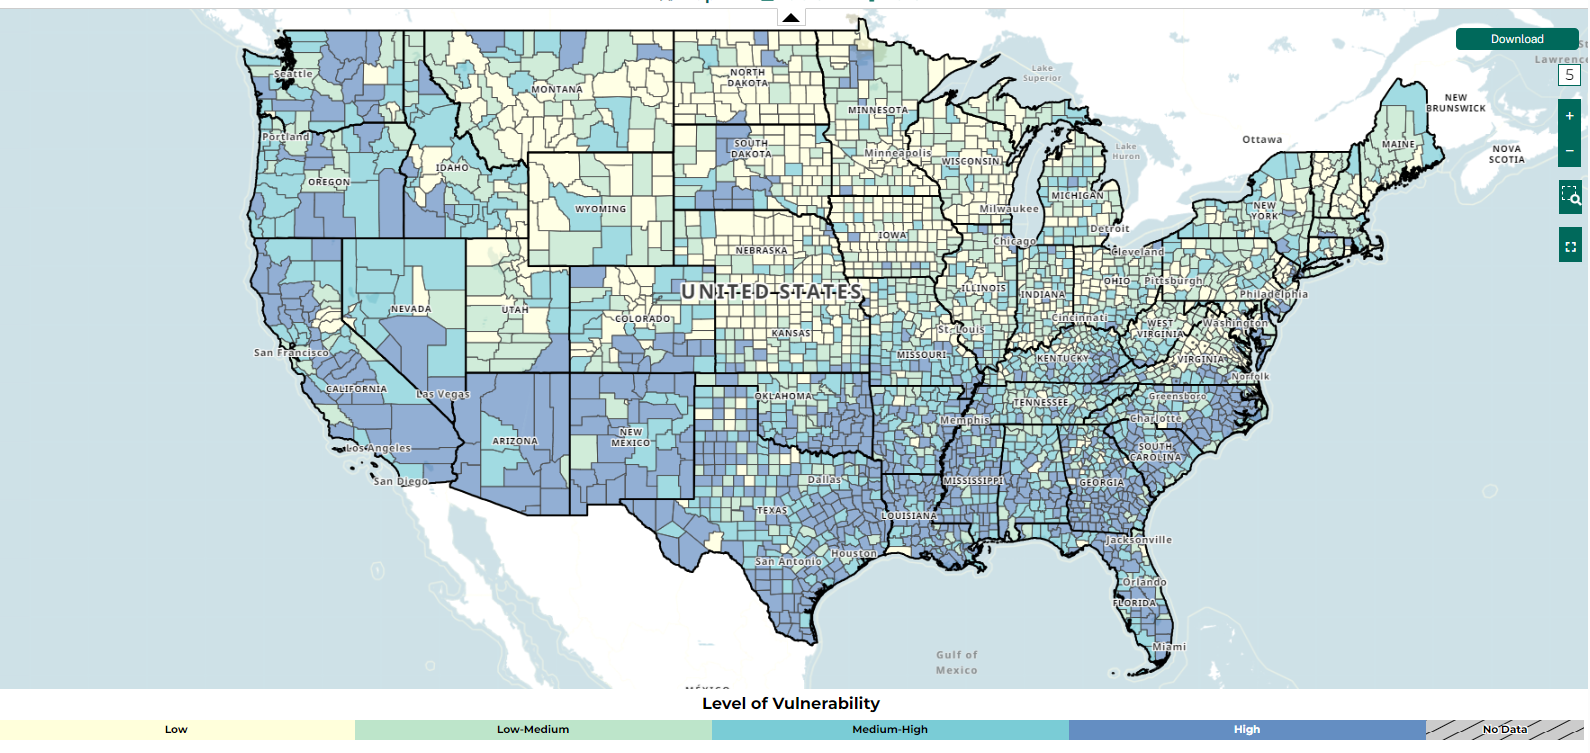 Download
5
+
−
Lake
Superior
Lake
Huron
Ottawa
NEW
BRUNSWICK
NOVA
SCOTIA
Seattle
MONTANA
NORTH
DAKOTA
MINNESOTA
Portland
IDAHO
OREGON
SOUTH
DAKOTA
Minneapolis
WISCONSIN
MAINE
WYOMING
Milwaukee
MICHIGAN
NEW
YORK
Detroit
NEBRASKA
IOWA
Chicago
Cleveland
UNITED STATES
ILLINOIS
INDIANA
OHIO
Pittsburgh
Philadelphia
NEVADA
UTAH
COLORADO
KANSAS
St. Louis
Cincinnati
WEST
VIRGINIA
Washington
San Francisco
MISSOURI
KENTUCKY
VIRGINIA
Norfolk
CALIFORNIA
Las Vegas
OKLAHOMA
TENNESSEE
Greensboro
Memphis
Charlotte
Los Angeles
ARIZONA
NEW
MEXICO
SOUTH
CAROLINA
San Diego
Dallas
MISSISSIPPI
GEORGIA
TEXAS
LOUISIANA
Jacksonville
San Antonio
Houston
Orlando
FLORIDA
Miami
Gulf of
Mexico
Level of Vulnerability
Low
Low-Medium
Medium-High
High
No Data